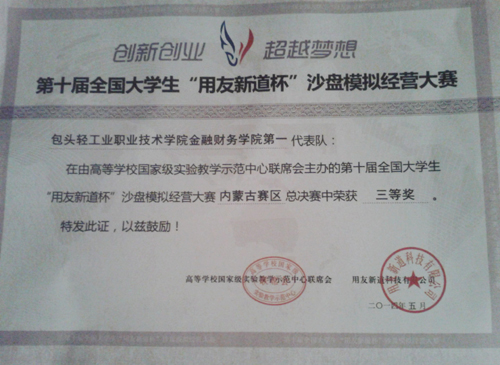 创新创业 超越梦想
第十届全国大学生“用友新道杯”沙盘模拟经营大赛
包头轻工业职业技术学院金融财务学院第一 代表队：
在由高等学校国家级实验教学示范中心联席会主办的第十届全国大学生
“用友新道杯”沙盘模拟经营大赛 内蒙古赛区 总决赛中荣获 三等奖 。
特发此证，以兹鼓励！
高等学校国家级实验教学示范中心联席会 用友新道科技有限公司
二〇一四年五月